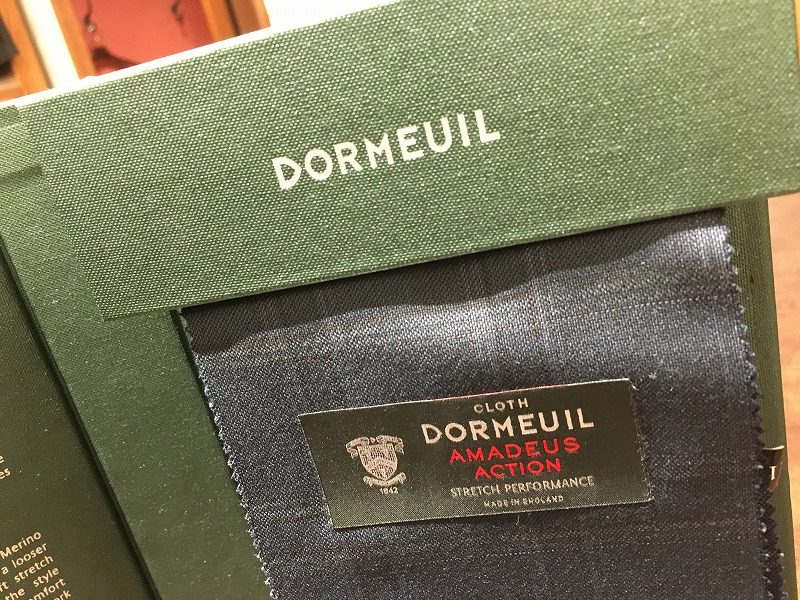 DORMEUIL
CLOTH
DORMEUIL
AMADEUS
ACTION
STRETCH PERFORMANCE
MADE IN ENGLAND
1842
Merino
a looser
stretch
the style